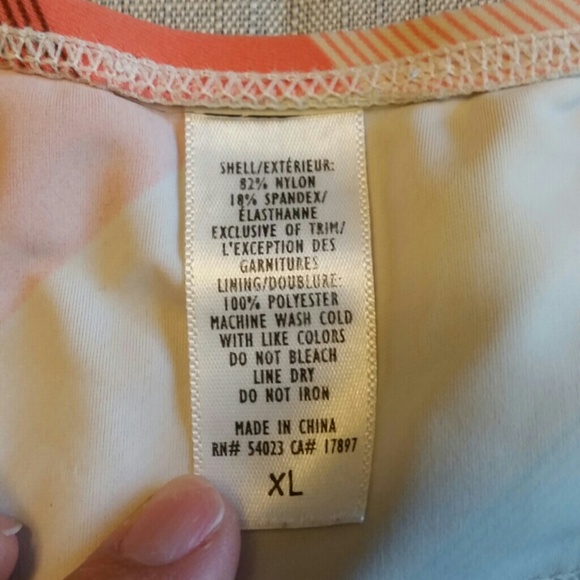 SHELL/EXTÉRIEUR:
82% NYLON
18% SPANDEX/
ÉLASTHANNE
EXCLUSIVE OF TRIM/
L'EXCEPTION DES
GARNITURES
LINING/DOUBLURE:
100% POLYESTER
MACHINE WASH COLD
WITH LIKE COLORS
DO NOT BLEACH
LINE DRY
DO NOT IRON
MADE IN CHINA
RN# 54023 CA# 17897
XL